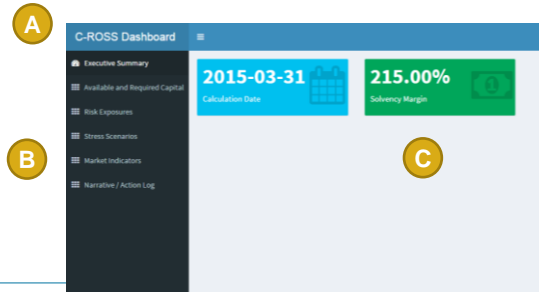 A
C-ROSS Dashboard
Executive Summary
Available and Required Capital
Risk Exposures
Stress Scenarios
Market Indicators
Narrative / Action Log
2015-03-31
Calculation Date
215.00%
Solvency Margin
1
B
C